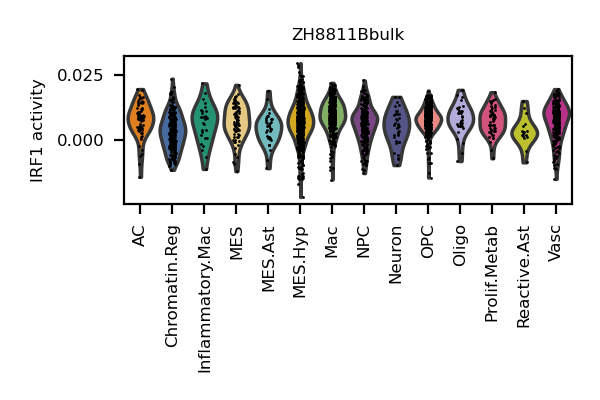 ZH8811Bbulk
IRF1 activity
0.025
0.000
AC
Chromatin.Reg
Inflammatory.Mac
MES
MES.Ast
MES.Hyp
Mac
NPC
Neuron
OPC
Oligo
Prolif.Metab
Reactive.Ast
Vasc